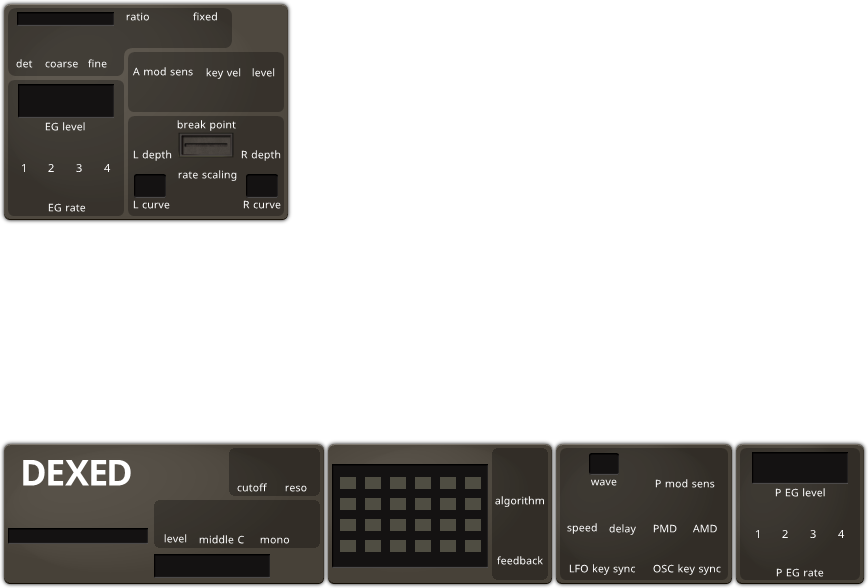 ratio fixed
det coarse fine
A mod sens key vel level
EG level
break point
L depth R depth
1 2 3 4
rate scaling
EG rate
L curve R curve
DEXED
cutoff reso
level middle C mono
algorithm
feedback
wave
P mod sens
speed delay PMD AMD
LFO key sync OSC key sync
P EG level
1 2 3 4
P EG rate